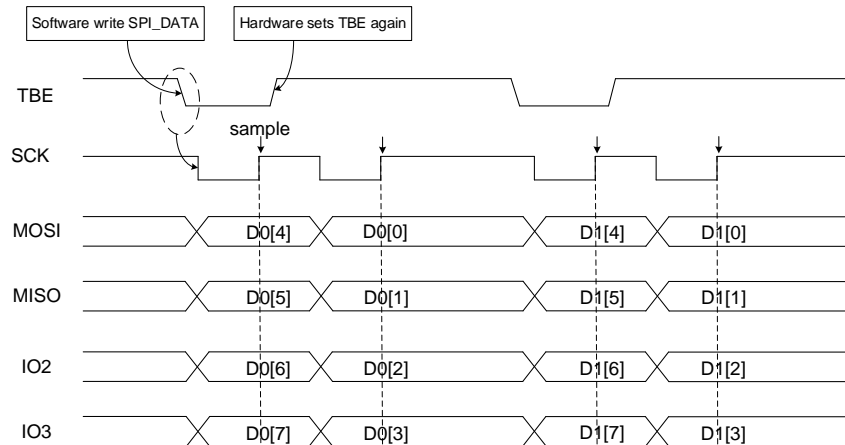 Software write SPI_DATA
Hardware sets TBE again
TBE
sample
SCK
MOSI D0[4] D0[0] D1[4] D1[0]
MISO D0[5] D0[1] D1[5] D1[1]
IO2 D0[6] D0[2] D1[6] D1[2]
IO3 D0[7] D0[3] D1[7] D1[3]